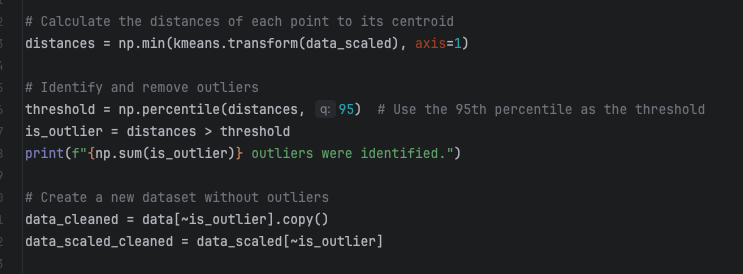 # Calculate the distances of each point to its centroid
distances = np.min(kmeans.transform(data_scaled), axis=1)
# Identify and remove outliers
threshold = np.percentile(distances, q: 95)  # Use the 95th percentile as the threshold
is_outlier = distances > threshold
print(f"{np.sum(is_outlier)} outliers were identified.")
# Create a new dataset without outliers
data_cleaned = data[~is_outlier].copy()
data_scaled_cleaned = data_scaled[~is_outlier]